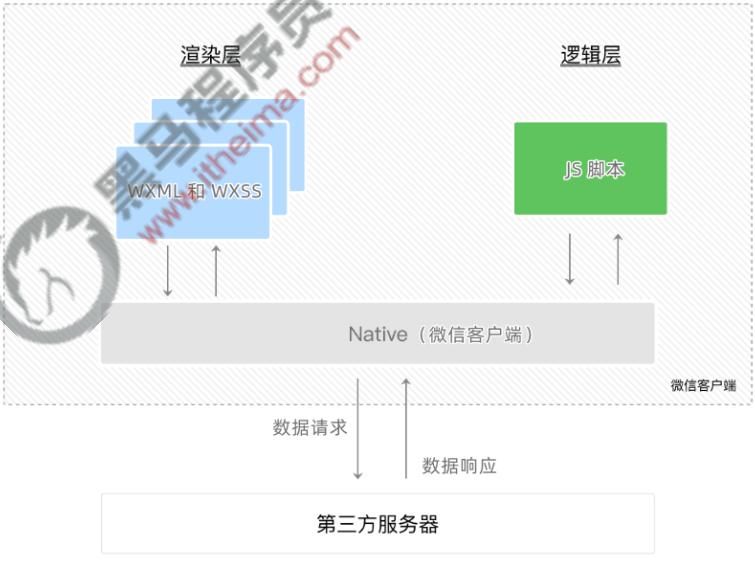 渲染层
逻辑层
黑马程序员
www.itheima.com
WXML 和 WXSS
JS 脚本
Native（微信客户端）
微信客户端
数据请求
数据响应
第三方服务器